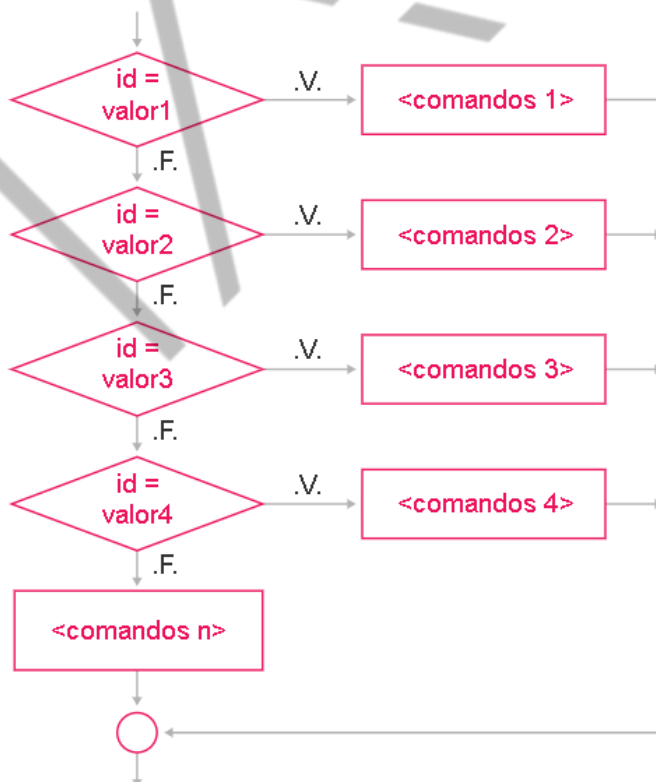 id =
valor1
.V.
<comandos 1>
.F.
id =
valor2
.V.
<comandos 2>
.F.
id =
valor3
.V.
<comandos 3>
.F.
id =
valor4
.V.
<comandos 4>
.F.
<comandos n>